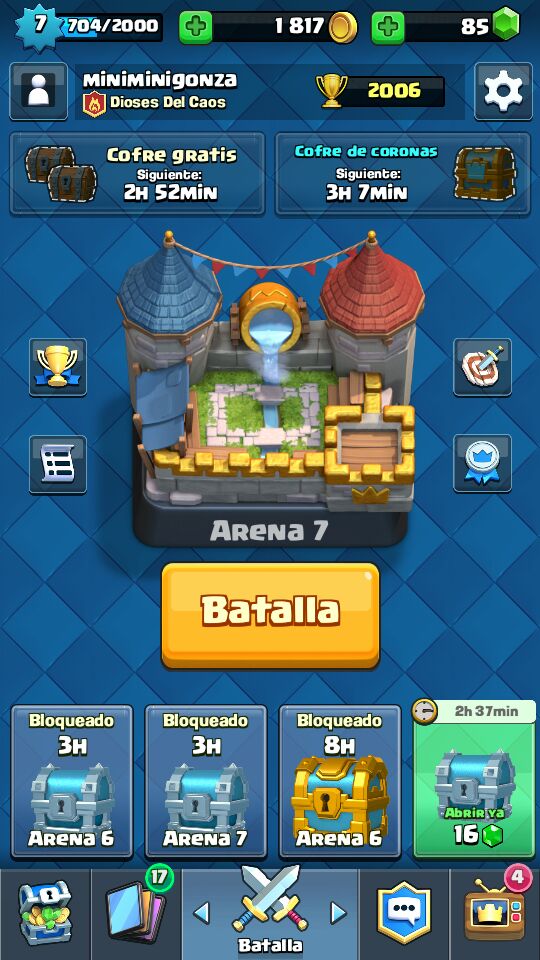 7
704/2000
1 817
85
miniminigonza
2006
Dioses Del Caos
Cofre gratis
Siguiente:
2h 52min
Cofre de coronas
Siguiente:
3h 7min
Arena 7
Batalla
Bloqueado
3h
Arena 6
Bloqueado
3h
Arena 7
Bloqueado
8h
Arena 6
2h 37min
Abrir ya
16
17
Batalla
4